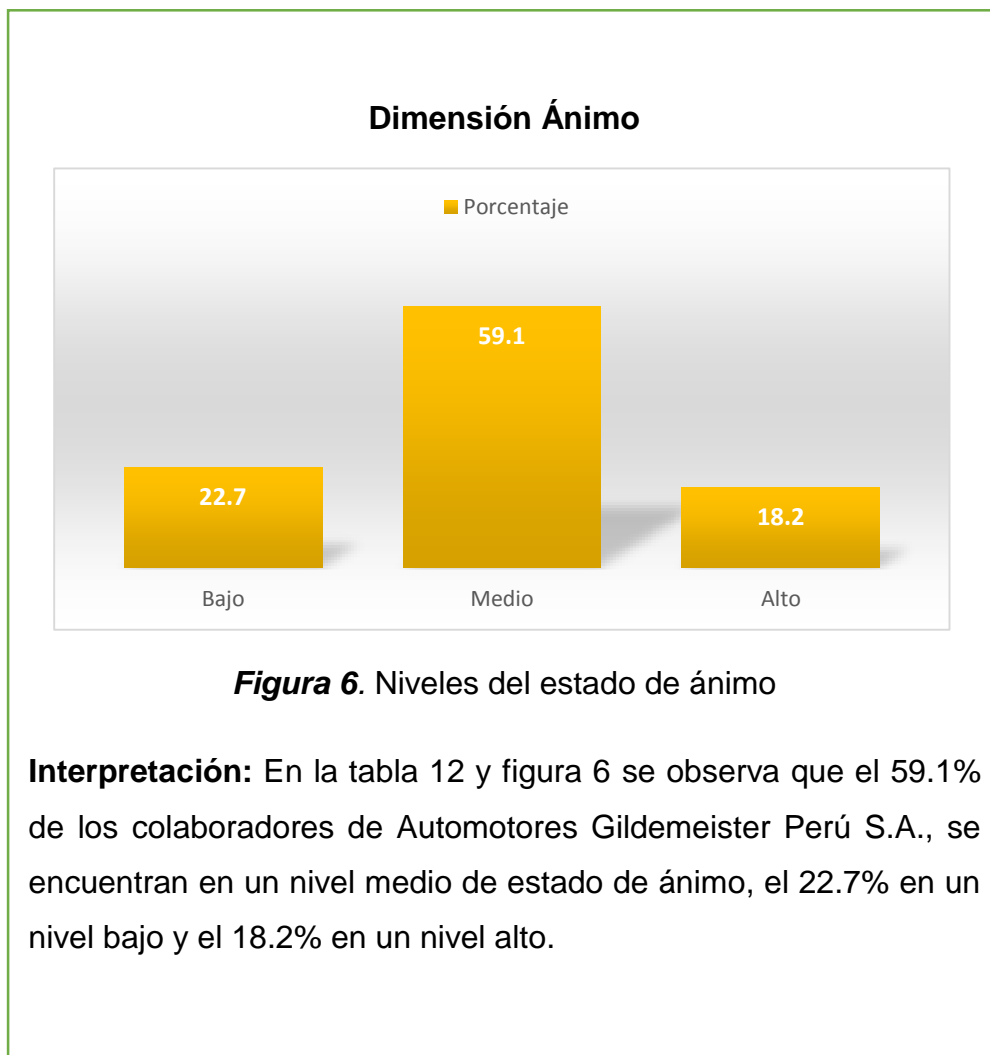 Dimensión Ánimo
Porcentaje
59.1
22.7
18.2
Bajo Medio Alto
Figura 6. Niveles del estado de ánimo
Interpretación: En la tabla 12 y figura 6 se observa que el 59.1%
de los colaboradores de Automotores Gildemeister Perú S.A., se
encuentran en un nivel medio de estado de ánimo, el 22.7% en un
nivel bajo y el 18.2% en un nivel alto.